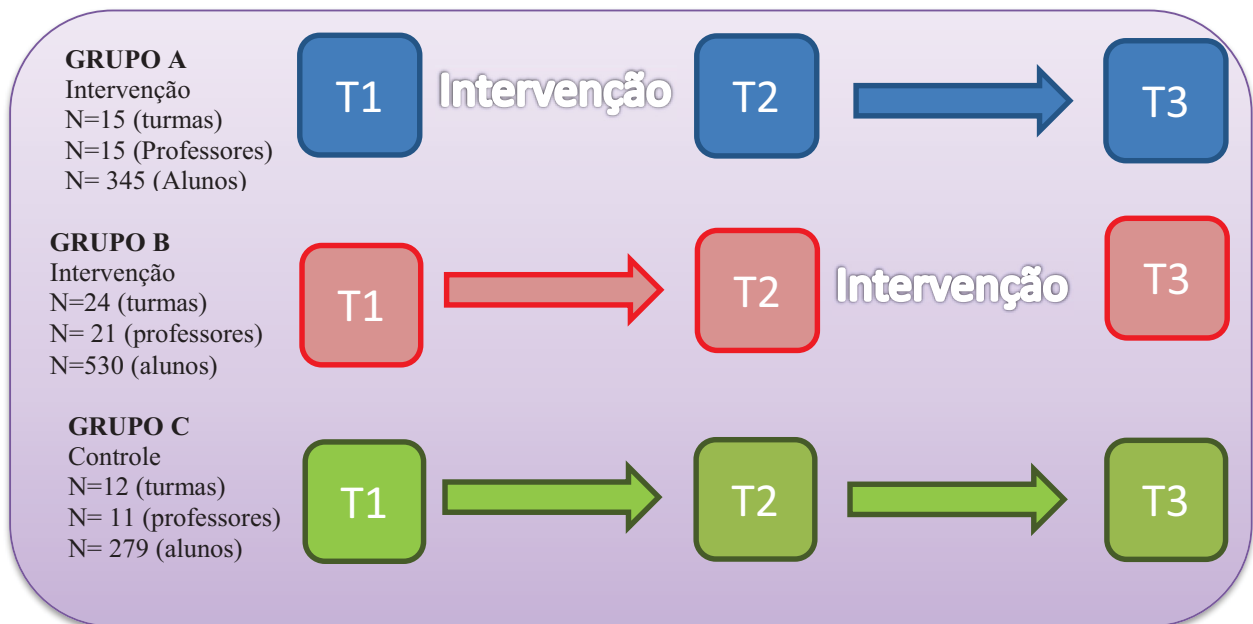 GRUPO A
Intervenção
N=15 (turmas)
N=15 (Professores)
N= 345 (Alunos)
T1 Intervenção T2 T3
GRUPO B
Intervenção
N=24 (turmas)
N= 21 (professores)
N=530 (alunos)
T1 T2 Intervenção T3
GRUPO C
Controle
N=12 (turmas)
N= 11 (professores)
N= 279 (alunos)
T1 T2 T3